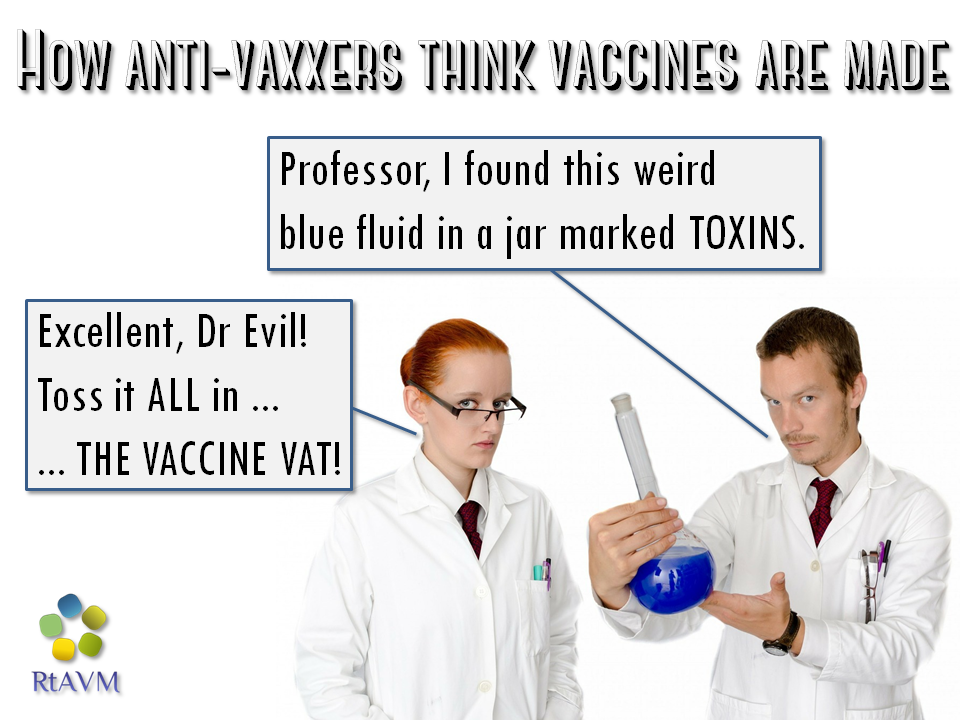 How anti-vaxxers think vaccines are made
Professor, I found this weird
blue fluid in a jar marked TOXINS.
Excellent, Dr Evil!
Toss it ALL in ...
... THE VACCINE VAT!
RtAVM